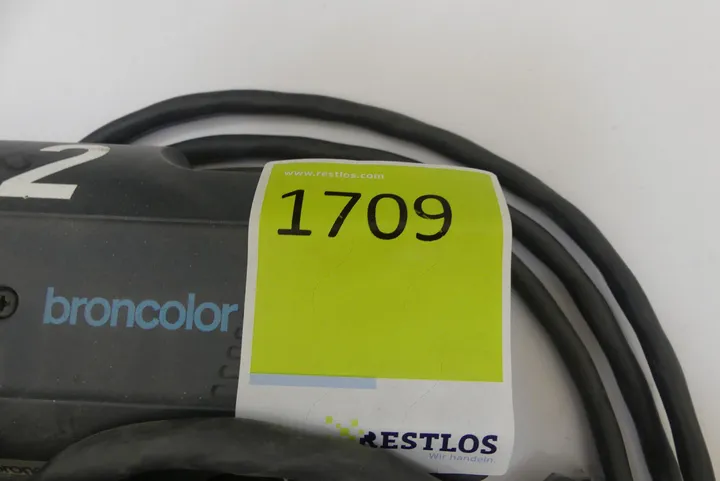 2
www.restlos.com
1709
broncolor
RESTLOS
Wir handeln.